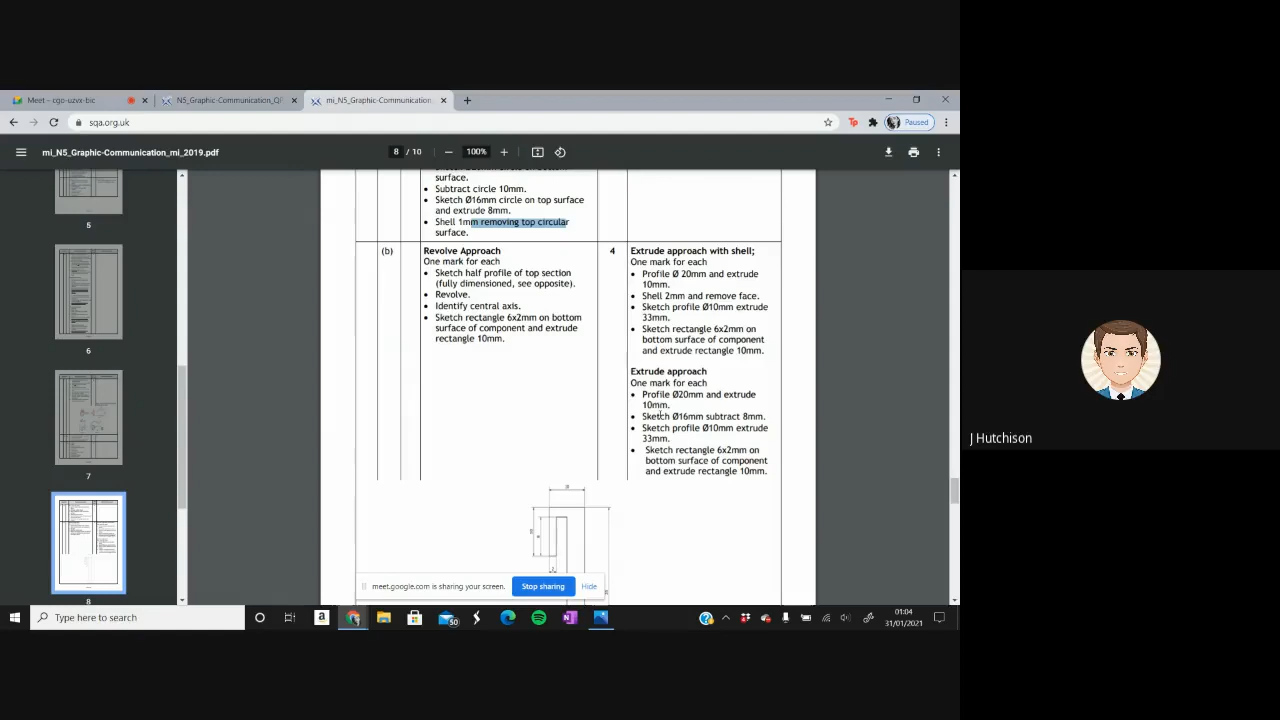 Meet – cgo-uzvx-bic
N5_Graphic-Communication_QP
mi_N5_Graphic-Communication_
sqa.org.uk
Paused
mi_N5_Graphic-Communication_mi_2019.pdf
8 / 10
100%
surface.
• Subtract circle 10mm.
• Sketch Ø16mm circle on top surface
and extrude 8mm.
• Shell 1mm removing top circular
surface.
(b)
Revolve Approach
One mark for each
• Sketch half profile of top section
(fully dimensioned, see opposite).
• Revolve.
• Identify central axis.
• Sketch rectangle 6x2mm on bottom
surface of component and extrude
rectangle 10mm.
4
Extrude approach with shell;
One mark for each
• Profile Ø 20mm and extrude
10mm.
• Shell 2mm and remove face.
• Sketch profile Ø10mm extrude
33mm.
• Sketch rectangle 6x2mm on
bottom surface of component
and extrude rectangle 10mm.
Extrude approach
One mark for each
• Profile Ø20mm and extrude
10mm.
• Sketch Ø16mm subtract 8mm.
• Sketch profile Ø10mm extrude
33mm.
• Sketch rectangle 6x2mm on
bottom surface of component
and extrude rectangle 10mm.
5
6
7
8
2
meet.google.com is sharing your screen.
Stop sharing
Hide
Type here to search
a
50
01:04
31/01/2021
J Hutchison